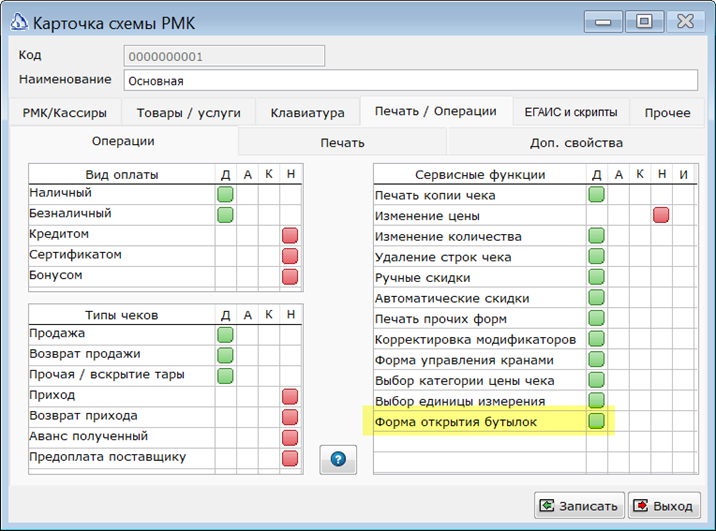 Карточка схемы РМК
Код 0000000001
Наименование Основная
РМК/Кассиры Товары / услуги Клавиатура Печать / Операции ЕГАИС и скрипты Прочее
Операции Печать Доп. свойства
Вид оплаты Д А К Н
Наличный
Безналичный
Кредитом
Сертификатом
Бонусом
Типы чеков Д А К Н
Продажа
Возврат продажи
Прочая / вскрытие тары
Приход
Возврат прихода
Аванс полученный
Предоплата поставщику
Сервисные функции Д А К Н И
Печать копии чека
Изменение цены
Изменение количества
Удаление строк чека
Ручные скидки
Автоматические скидки
Печать прочих форм
Корректировка модификаторов
Форма управления кранами
Выбор категории цены чека
Выбор единицы измерения
Форма открытия бутылок
?
Записать Выход